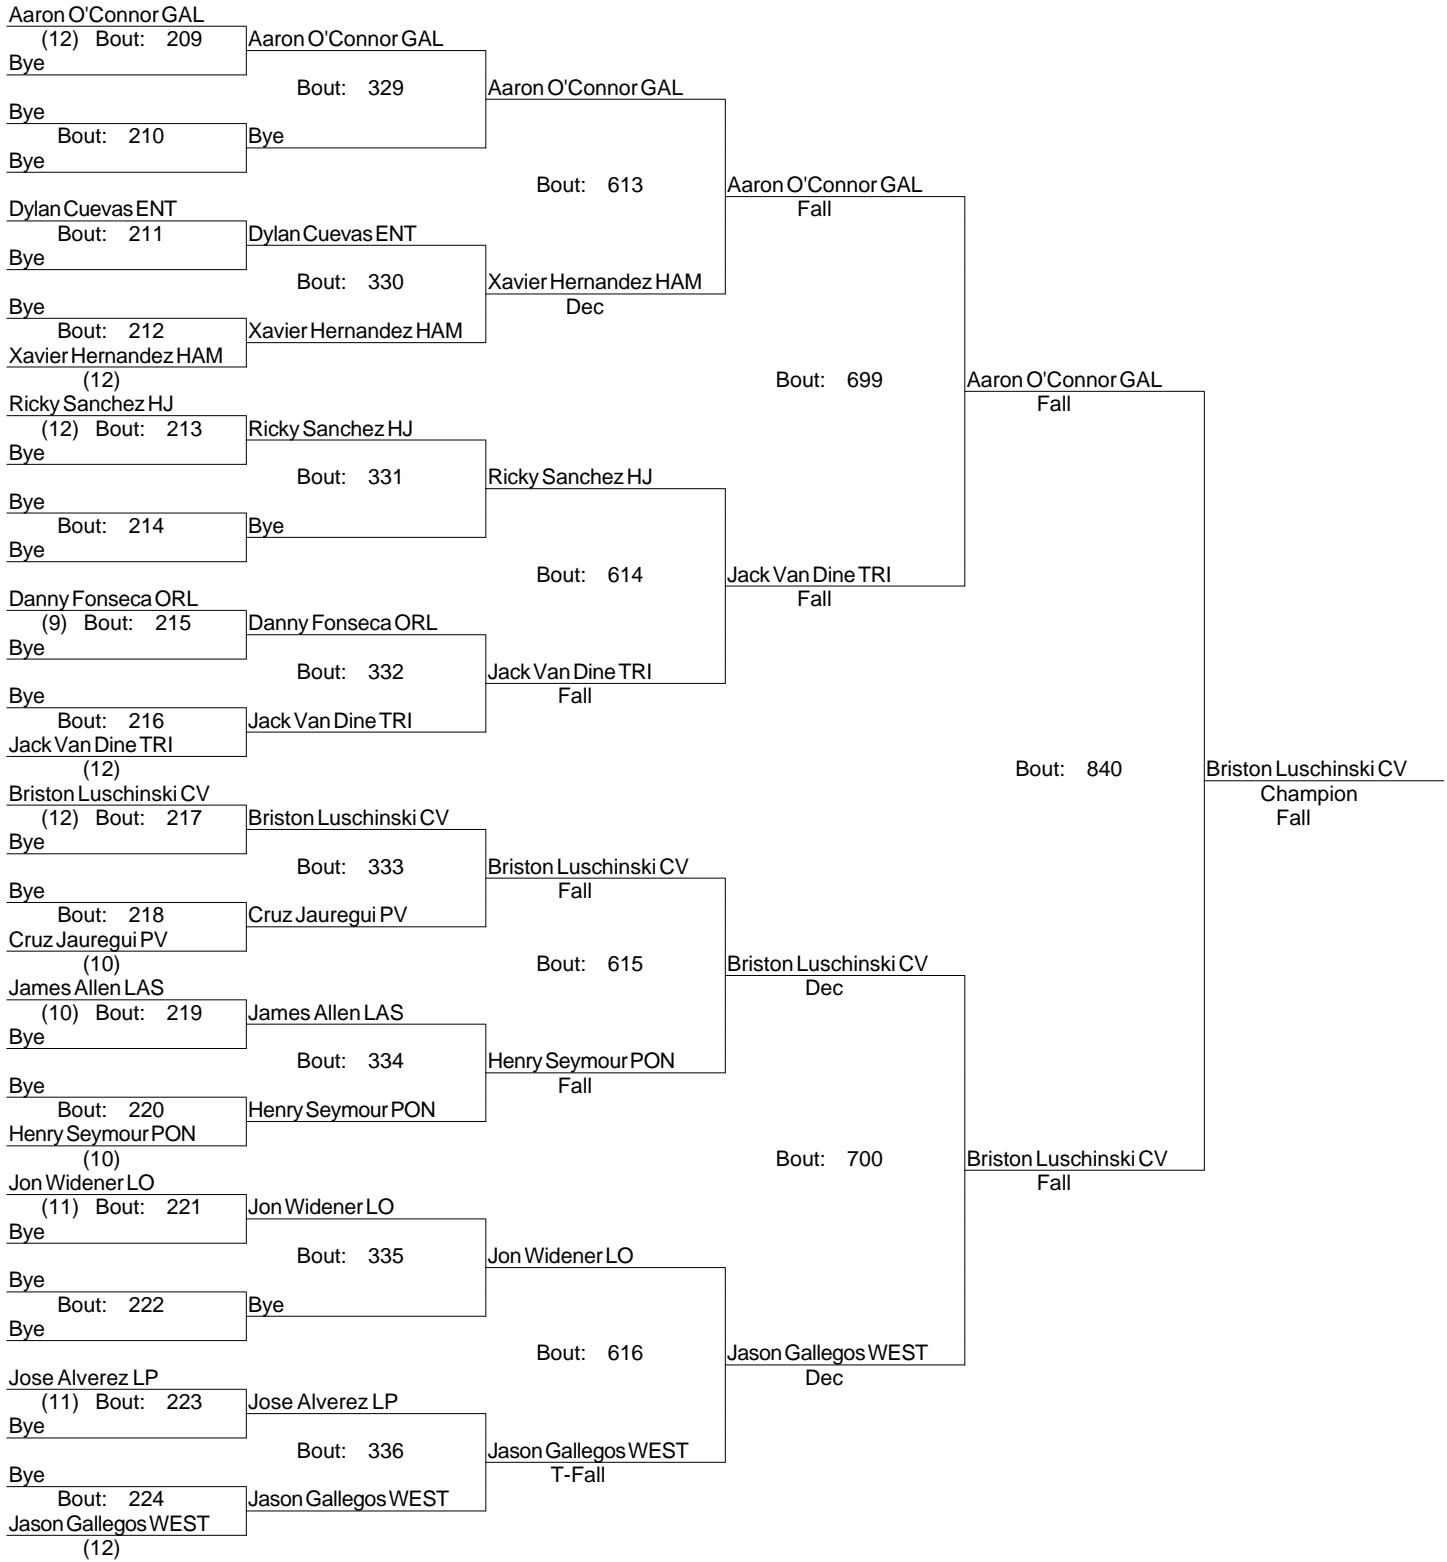 Aaron O'Connor GAL
(12) Bout: 209
Aaron O'Connor GAL
Bye
Bout: 329
Aaron O'Connor GAL
Bye
Bout: 210
Bye
Bye
Bout: 613
Aaron O'Connor GAL
Fall
Dylan Cuevas ENT
Bout: 211
Dylan Cuevas ENT
Bye
Bout: 330
Xavier Hernandez HAM
Dec
Bye
Bout: 212
Xavier Hernandez HAM
Xavier Hernandez HAM
(12)
Bout: 699
Aaron O'Connor GAL
Fall
Ricky Sanchez HJ
(12) Bout: 213
Ricky Sanchez HJ
Bye
Bout: 331
Ricky Sanchez HJ
Bye
Bout: 214
Bye
Bye
Bout: 614
Jack Van Dine TRI
Fall
Danny Fonseca ORL
(9) Bout: 215
Danny Fonseca ORL
Bye
Bout: 332
Jack Van Dine TRI
Fall
Bye
Bout: 216
Jack Van Dine TRI
Jack Van Dine TRI
(12)
Bout: 840
Briston Luschinski CV
Champion
Fall
Briston Luschinski CV
(12) Bout: 217
Briston Luschinski CV
Bye
Bout: 333
Briston Luschinski CV
Fall
Bye
Bout: 218
Cruz Jauregui PV
Cruz Jauregui PV
(10)
Bout: 615
Briston Luschinski CV
Dec
James Allen LAS
(10) Bout: 219
James Allen LAS
Bye
Bout: 334
Henry Seymour PON
Fall
Bye
Bout: 220
Henry Seymour PON
Henry Seymour PON
(10)
Bout: 700
Briston Luschinski CV
Fall
Jon Widener LO
(11) Bout: 221
Jon Widener LO
Bye
Bout: 335
Jon Widener LO
Bye
Bout: 222
Bye
Bye
Bout: 616
Jason Gallegos WEST
Dec
Jose Alverez LP
(11) Bout: 223
Jose Alverez LP
Bye
Bout: 336
Jason Gallegos WEST
T-Fall
Bye
Bout: 224
Jason Gallegos WEST
Jason Gallegos WEST
(12)